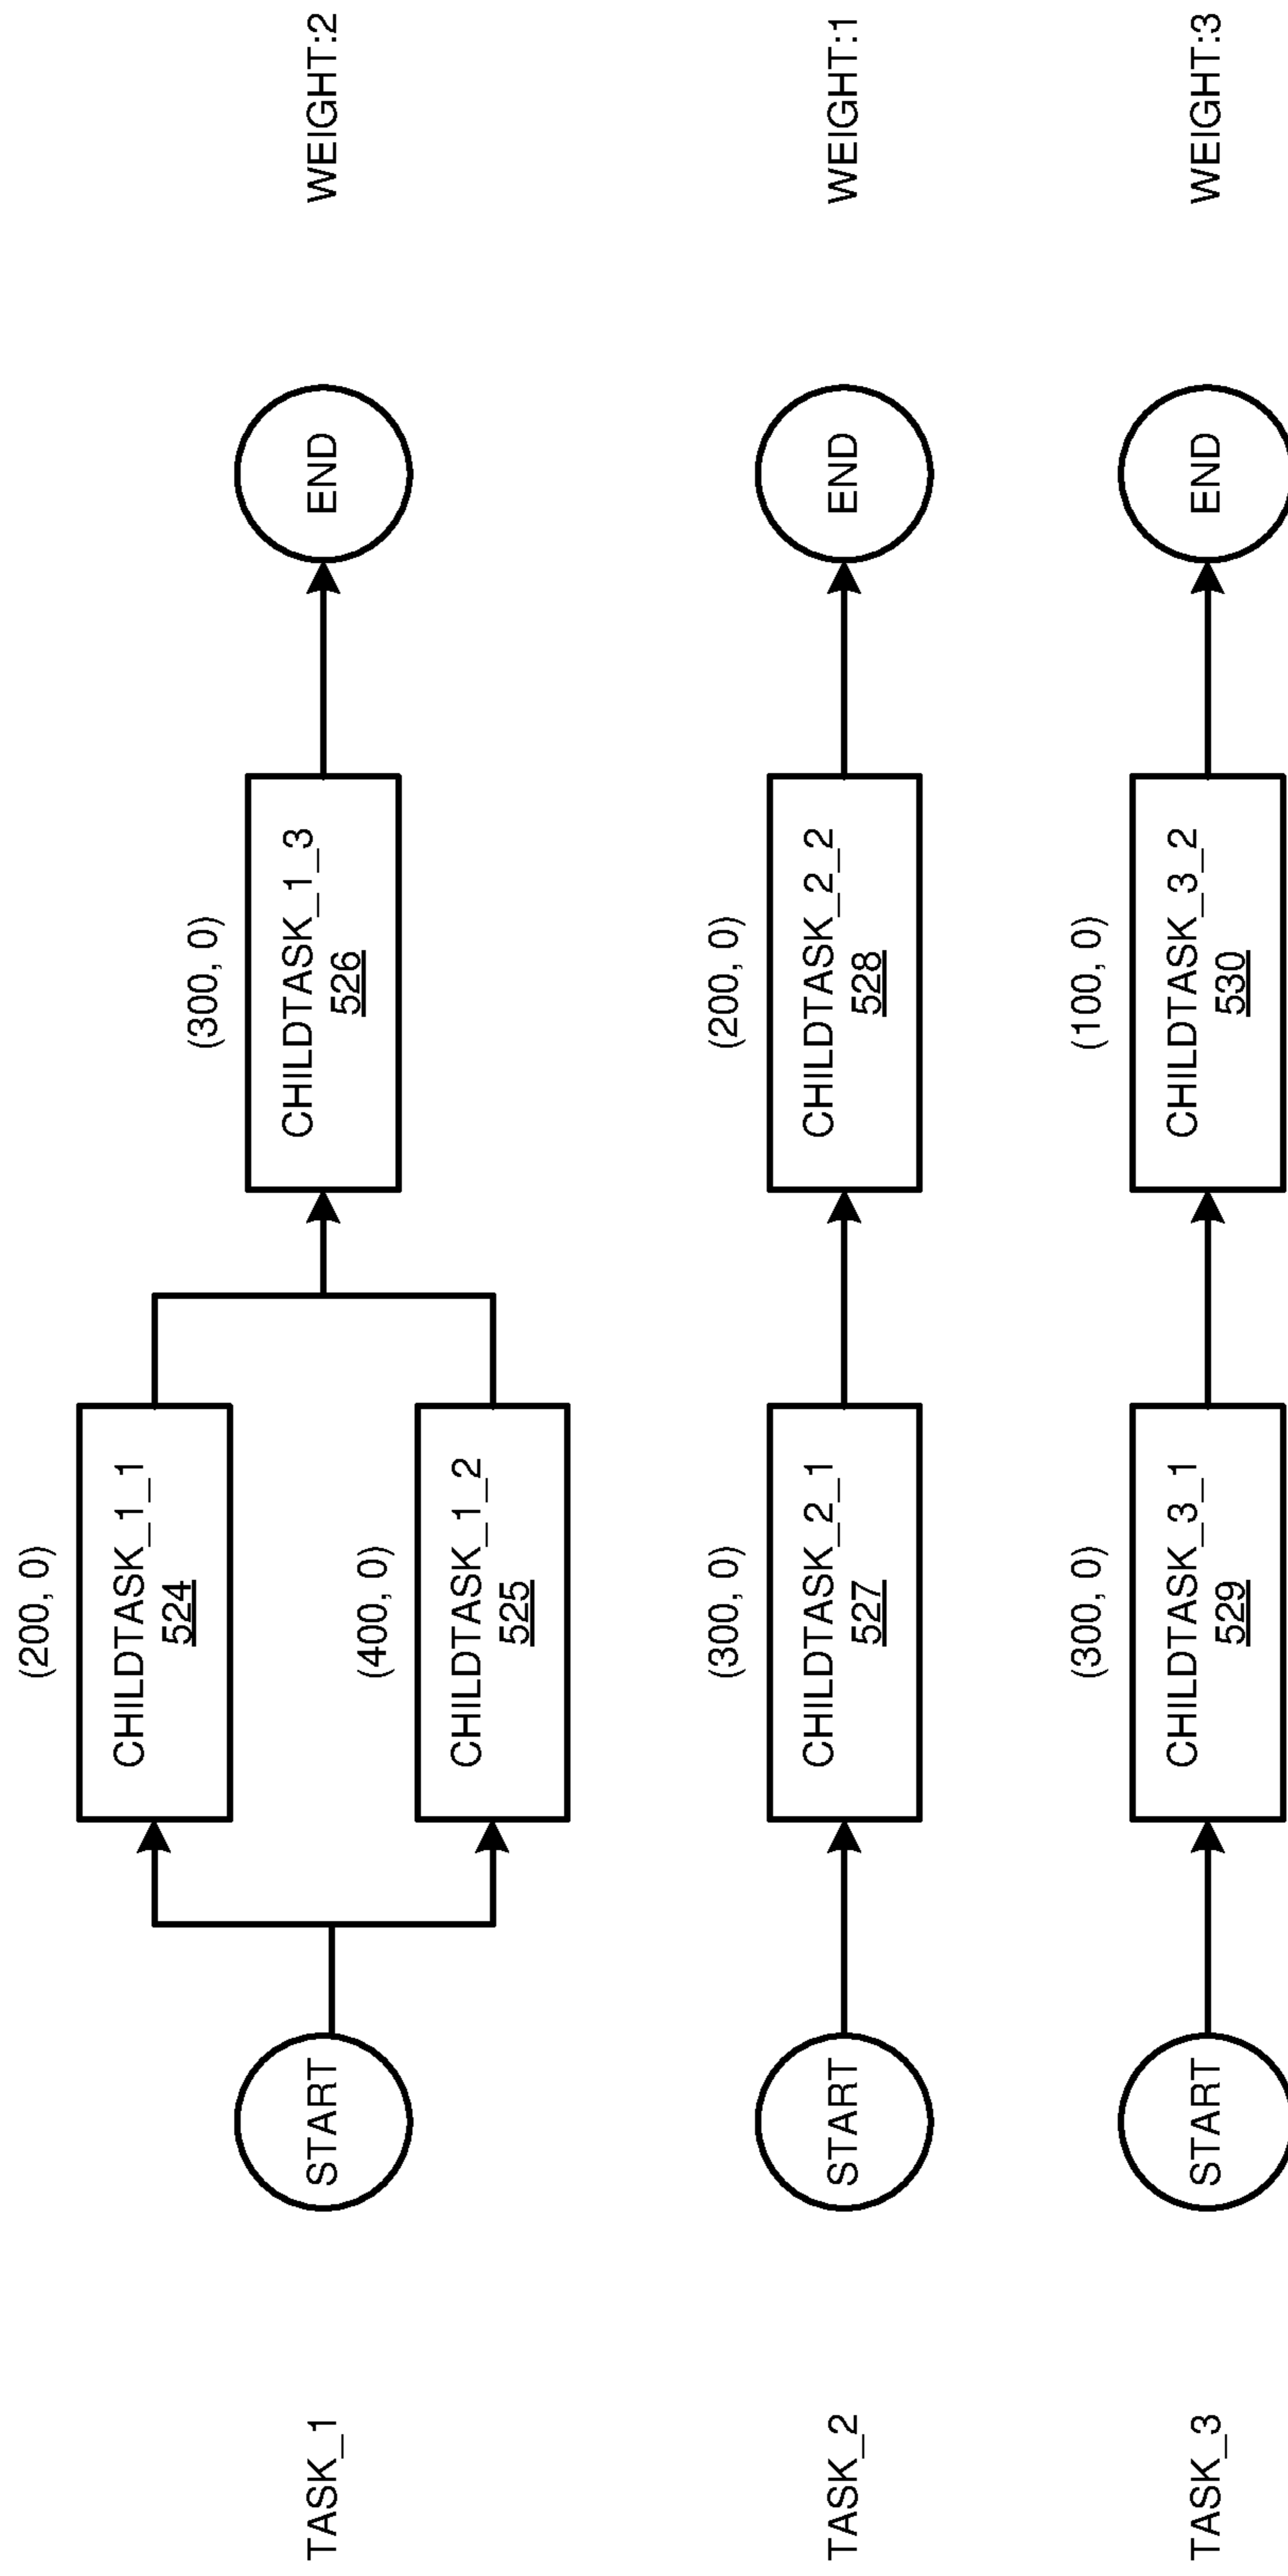 (200, 0)
CHILDTASK_1_1
524
(300, 0)
TASK_1
START
CHILDTASK_1_3
526
END
WEIGHT:2
(400, 0)
CHILDTASK_1_2
525
(300, 0)
(200, 0)
TASK_2
START
CHILDTASK_2_1
527
CHILDTASK_2_2
528
END
WEIGHT:1
(300, 0)
(100, 0)
TASK_3
START
CHILDTASK_3_1
529
CHILDTASK_3_2
530
END
WEIGHT:3